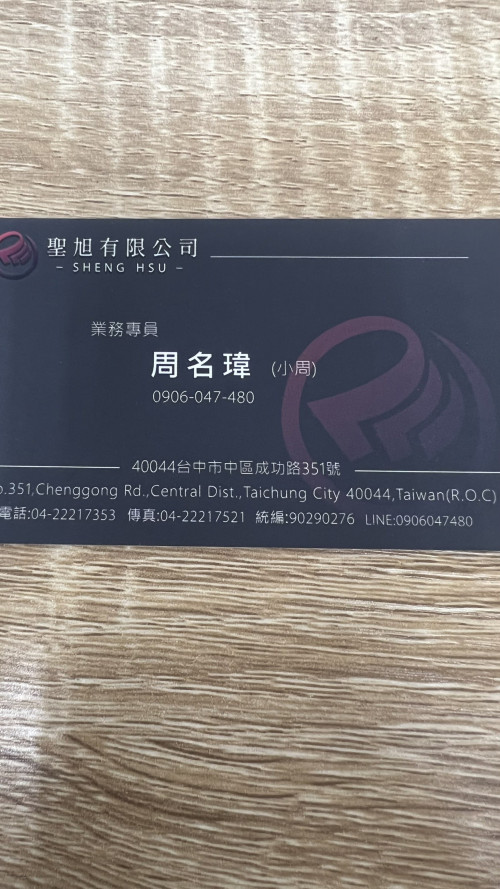 聖旭有限公司
– SHENG HSU –
業務專員
周名瑋 (小周)
0906-047-480
40044台中市中區成功路351號
.351,Chenggong Rd.,Central Dist.,Taichung City 40044,Taiwan(R.O.C)
電話:04-22217353 傳真:04-22217521 統編:90290276 LINE:0906047480